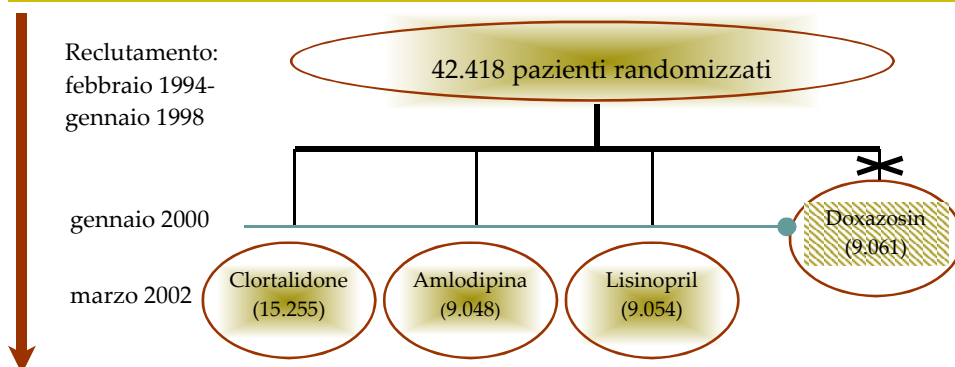 Reclutamento:
febbraio 1994-
gennaio 1998
42.418 pazienti randomizzati
gennaio 2000
Doxazosin
(9.061)
marzo 2002
Clortalidone
(15.255)
Amlodipina
(9.048)
Lisinopril
(9.054)